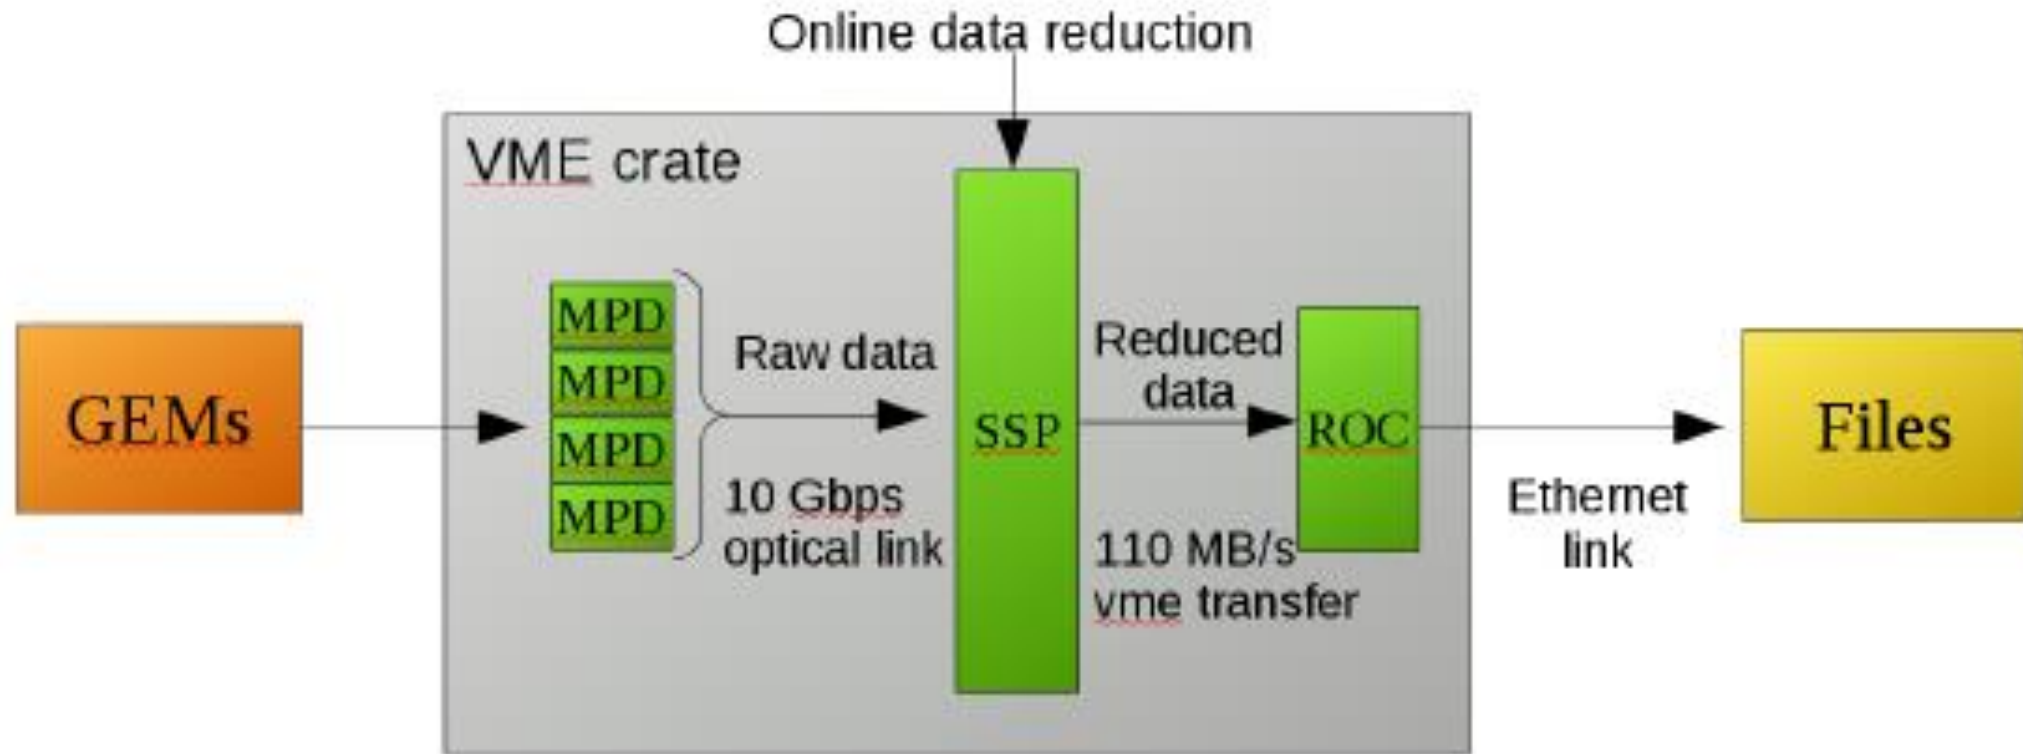 Online data reduction
VME crate
GEMs
MPD
MPD
MPD
MPD
Raw data
10 Gbps
optical link
SSP
Reduced
data
110 MB/s
vme transfer
ROC
Ethernet
link
Files